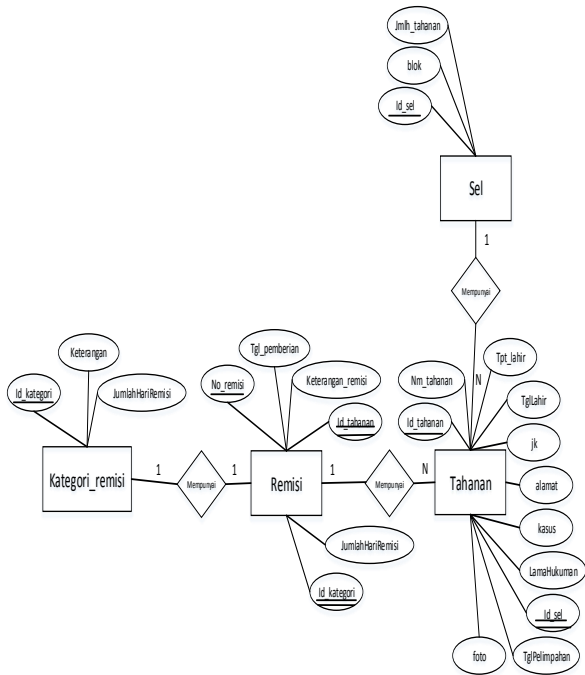 Jmlh_tahanan
blok
Id_sel
Sel
1
Mempunyai
N
Tpt_lahir
Nm_tahanan
TglLahir
Id_tahanan
jk
Tgl_pemberian
Keterangan
No_remisi
Keterangan_remisi
Id_kategori
JumlahHariRemisi
Id_tahanan
Kategori_remisi
1
Mempunyai
1
Remisi
1
Mempunyai
N
Tahanan
alamat
kasus
JumlahHariRemisi
LamaHukuman
Id_kategori
Id_sel
foto
TglPelimpahan